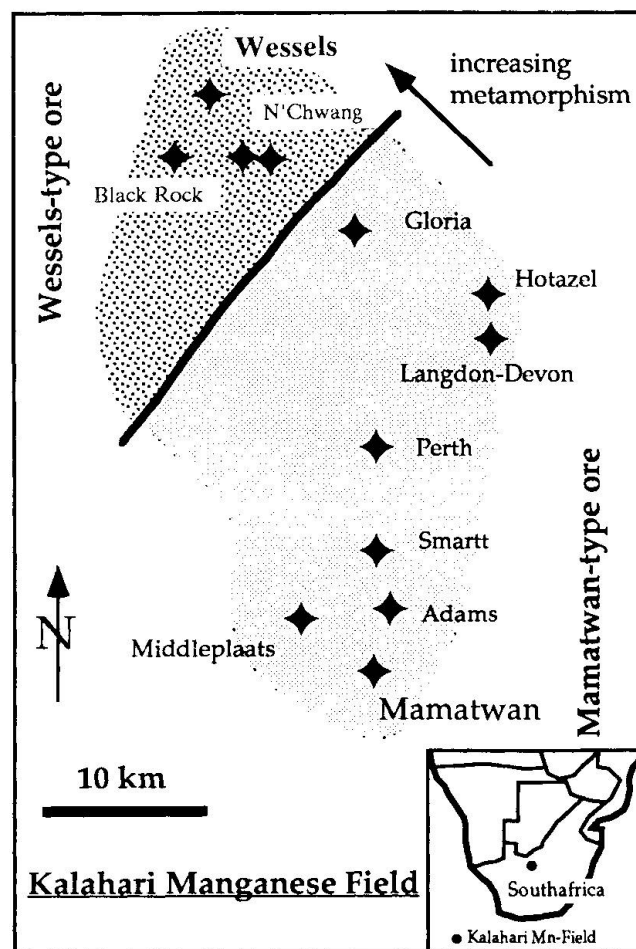 Wessels
increasing
metamorphism
N'Chwang
Black Rock
Wessels-type ore
Gloria
Hotazel
Langdon-Devon
Perth
Smartt
Adams
Middleplaats
Mamatwan
Mamatwan-type ore
N
10 km
Kalahari Manganese Field
Southafrica
● Kalahari Mn-Field